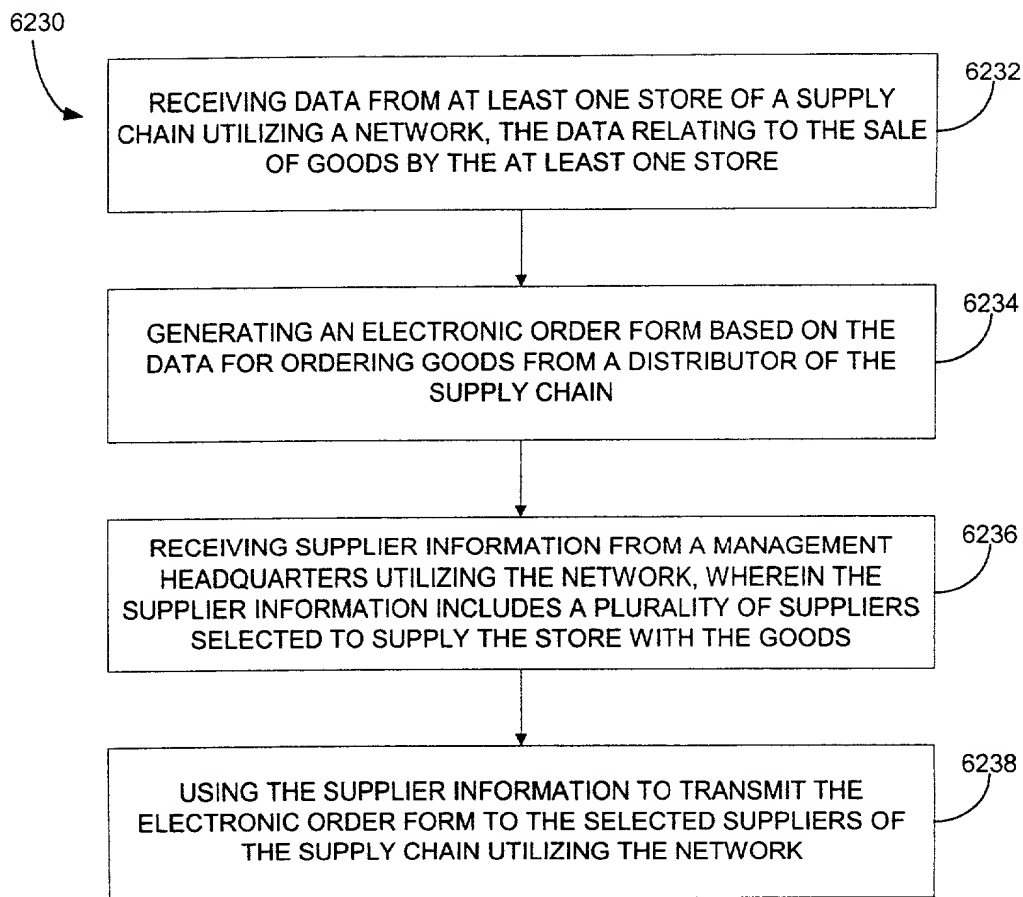 6230
6232
RECEIVING DATA FROM AT LEAST ONE STORE OF A SUPPLY
CHAIN UTILIZING A NETWORK, THE DATA RELATING TO THE SALE
OF GOODS BY THE AT LEAST ONE STORE
6234
GENERATING AN ELECTRONIC ORDER FORM BASED ON THE
DATA FOR ORDERING GOODS FROM A DISTRIBUTOR OF THE
SUPPLY CHAIN
6236
RECEIVING SUPPLIER INFORMATION FROM A MANAGEMENT
HEADQUARTERS UTILIZING THE NETWORK, WHEREIN THE
SUPPLIER INFORMATION INCLUDES A PLURALITY OF SUPPLIERS
SELECTED TO SUPPLY THE STORE WITH THE GOODS
6238
USING THE SUPPLIER INFORMATION TO TRANSMIT THE
ELECTRONIC ORDER FORM TO THE SELECTED SUPPLIERS OF
THE SUPPLY CHAIN UTILIZING THE NETWORK